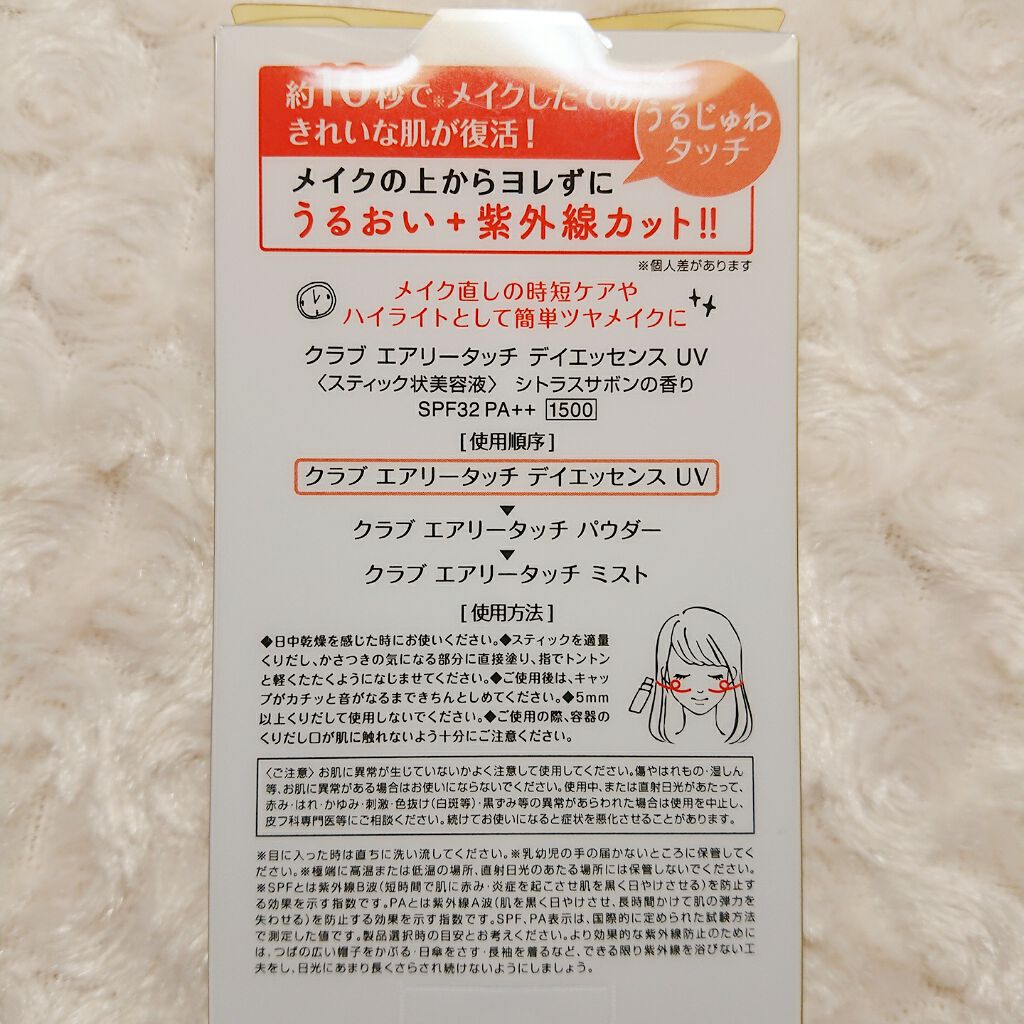 約10秒で※メイクしたての
きれいな肌が復活!
うるじゅわ
タッチ
メイクの上からヨレずに
うるおい+紫外線カット!!
※個人差があります
メイク直しの時短ケアや
ハイライトとして簡単ツヤメイクに
クラブ エアリータッチ デイエッセンス UV
〈スティック状美容液〉 シトラスサボンの香り
SPF32 PA++ 1500
[使用順序]
クラブ エアリータッチ デイエッセンス UV
▼
クラブ エアリータッチ パウダー
▼
クラブ エアリータッチ ミスト
[使用方法]
◆日中乾燥を感じた時にお使いください。◆スティックを適量
くりだし、かさつきの気になる部分に直接塗り、指でトントン
と軽くたたくようになじませてください。◆ご使用後は、キャッ
プがカチッと音がなるまできちんとしめてください。◆5mm
以上くりだして使用しないでください。◆ご使用の際、容器の
くりだし口が肌に触れないよう十分にご注意ください。
〈ご注意〉お肌に異常が生じていないかよく注意して使用してください。傷やはれもの・湿しん
等、お肌に異常がある場合はお使いにならないでください。使用中、または直射日光があたって、
赤み・はれ・かゆみ・刺激・色抜け(白斑等)・黒ずみ等の異常があらわれた場合は使用を中止し、
皮フ科専門医等にご相談ください。続けてお使いになると症状を悪化させることがあります。
※目に入った時は直ちに洗い流してください。※乳幼児の手の届かないところに保管してく
ださい。※極端に高温または低温の場所、直射日光のあたる場所には保管しないでください。
※SPFとは紫外線B波(短時間で肌に赤み・炎症を起こさせ肌を黒く日やけさせる)を防止す
る効果を示す指数です。PAとは紫外線A波(肌を黒く日やけさせ、長時間かけて肌の弾力を
失わせる)を防止する効果を示す指数です。SPF、PA表示は、国際的に定められた試験方法
で測定した値です。製品選択時の目安とお考えください。より効果的な紫外線防止のために
は、つばの広い帽子をかぶる・日傘をさす・長袖を着るなど、できる限り紫外線を浴びない工
夫をし、日光にあまり長くさらされ続けないようにしましょう。